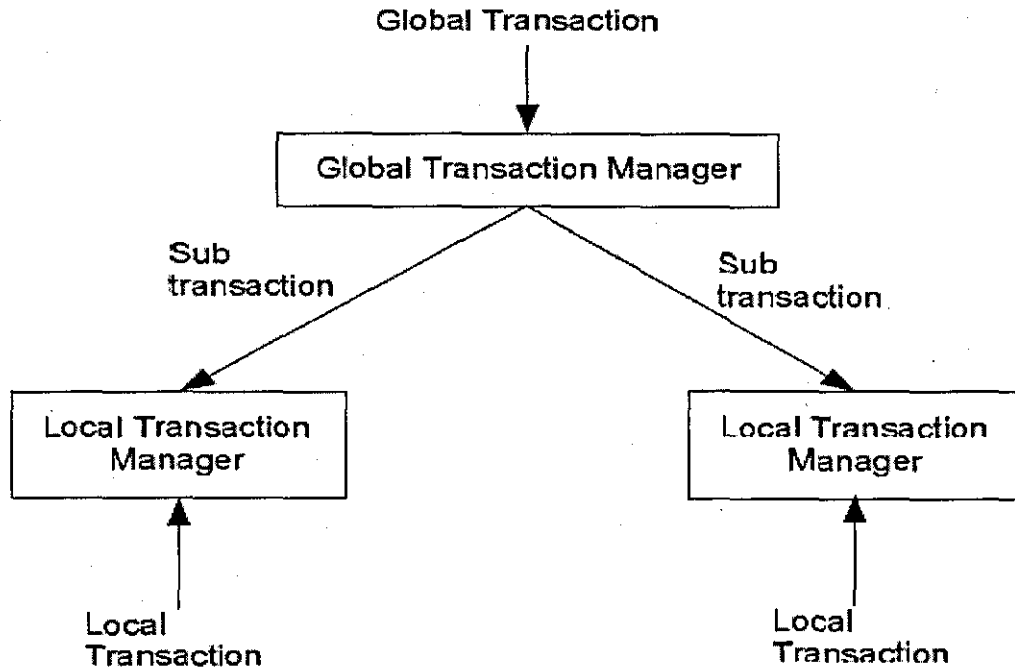 Global Transaction
Global Transaction Manager
Sub
transaction
Sub
transaction
Local Transaction
Manager
Local Transaction
Manager
Local
Transaction
Local
Transaction